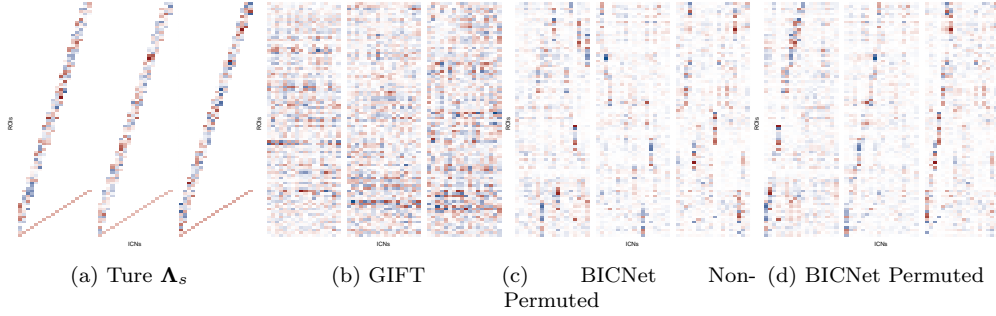 ROIs
ROIs
ROIs
ROIs
ICNs
ICNs
ICNs
ICNs
(a) Ture Λs
(b) GIFT
(c) BICNet Non-
Permuted
(d) BICNet Permuted